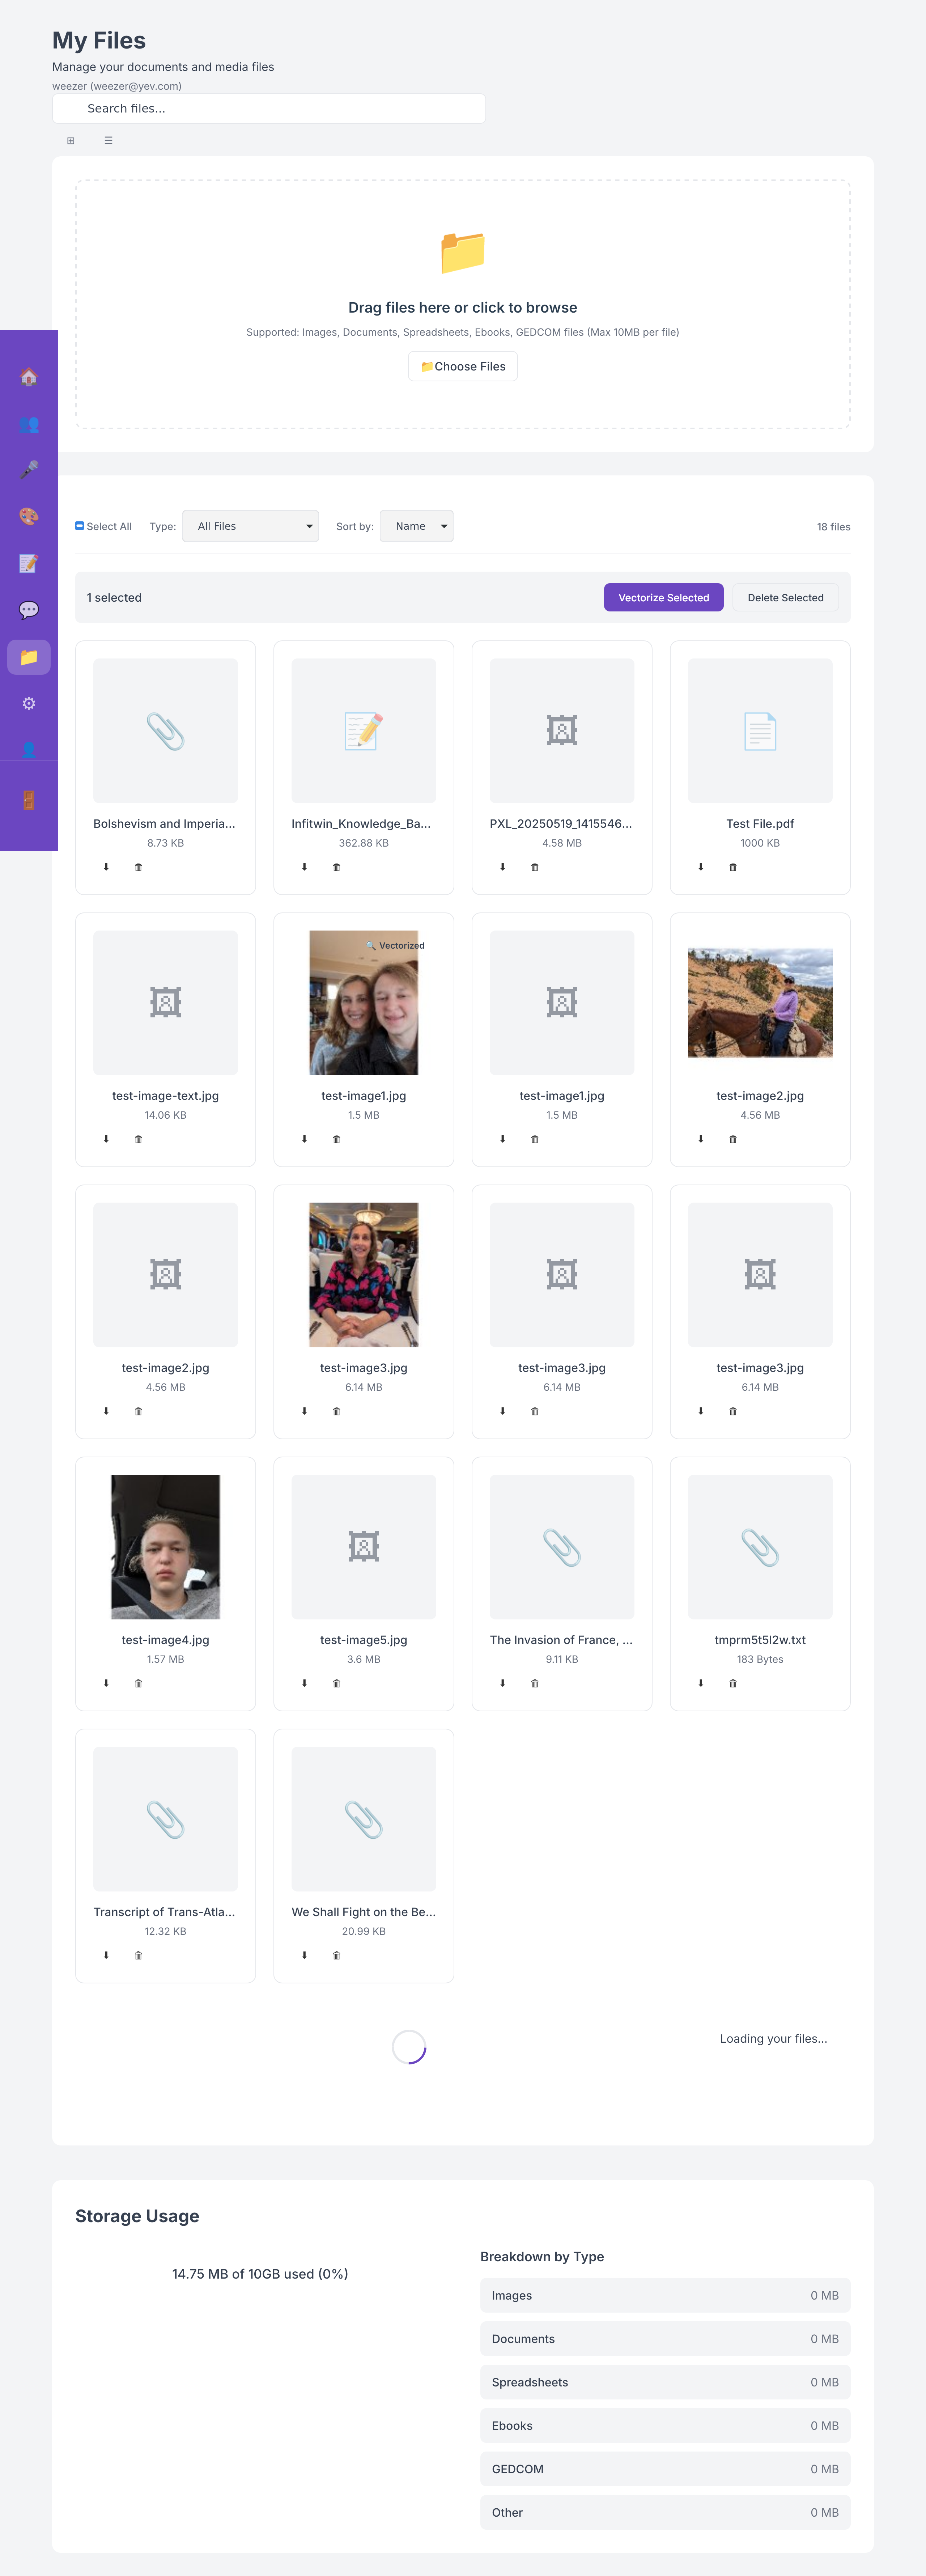 My Files
Manage your documents and media files
weezer (weezer@yev.com)
Search files...
Drag files here or click to browse
Supported: Images, Documents, Spreadsheets, Ebooks, GEDCOM files (Max 10MB per file)
Choose Files
Select All Type: All Files Sort by: Name 18 files
1 selected Vectorize Selected Delete Selected
Bolshevism and Imperia... Infitwin_Knowledge_Ba... PXL_20250519_1415546... Test File.pdf
8.73 KB 362.88 KB 4.58 MB 1000 KB
Vectorized
test-image-text.jpg test-image1.jpg test-image1.jpg test-image2.jpg
14.06 KB 1.5 MB 1.5 MB 4.56 MB
test-image2.jpg test-image3.jpg test-image3.jpg test-image3.jpg
4.56 MB 6.14 MB 6.14 MB 6.14 MB
test-image4.jpg test-image5.jpg The Invasion of France, ... tmprm5t5l2w.txt
1.57 MB 3.6 MB 9.11 KB 183 Bytes
Transcript of Trans-Atla... We Shall Fight on the Be...
12.32 KB 20.99 KB
Loading your files...
Storage Usage
14.75 MB of 10GB used (0%)
Breakdown by Type
Images 0 MB
Documents 0 MB
Spreadsheets 0 MB
Ebooks 0 MB
GEDCOM 0 MB
Other 0 MB